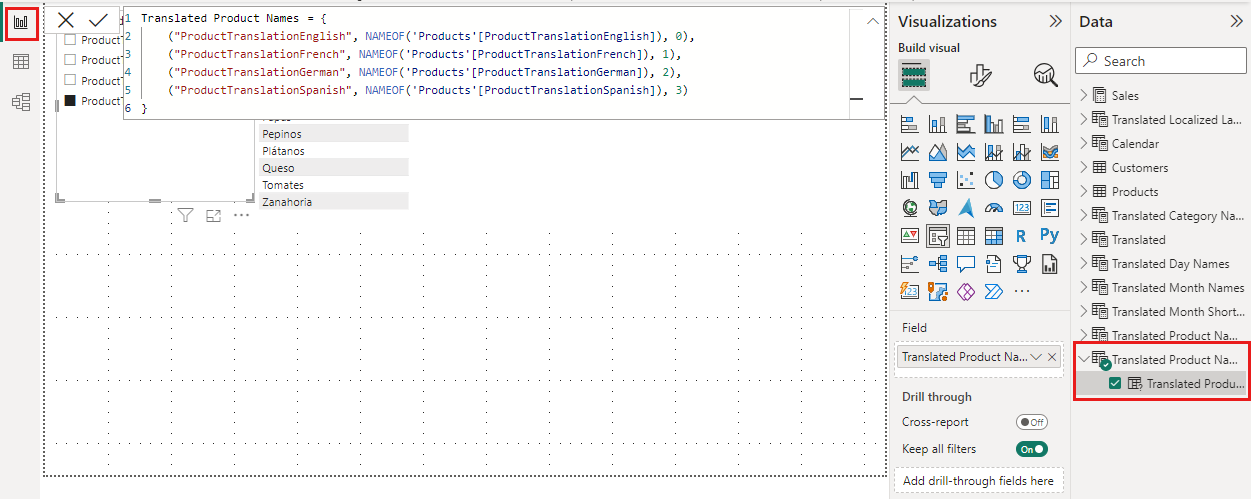 1 Translated Product Names = {
2 ("ProductTranslationEnglish", NAMEOF('Products'[ProductTranslationEnglish]), 0),
3 ("ProductTranslationFrench", NAMEOF('Products'[ProductTranslationFrench]), 1),
4 ("ProductTranslationGerman", NAMEOF('Products'[ProductTranslationGerman]), 2),
5 ("ProductTranslationSpanish", NAMEOF('Products'[ProductTranslationSpanish]), 3)
6 }
Pepinos
Plátanos
Queso
Tomates
Zanahoria
Visualizations
Build visual
123
R
Py
123
Field
Translated Product Na...
Drill through
Cross-report
Off
Keep all filters
On
Add drill-through fields here
Data
Search
Sales
Translated Localized La...
Calendar
Customers
Products
Translated Category Na...
Translated
Translated Day Names
Translated Month Names
Translated Month Short...
Translated Product Na...
Translated Product Na...
Translated Produ...